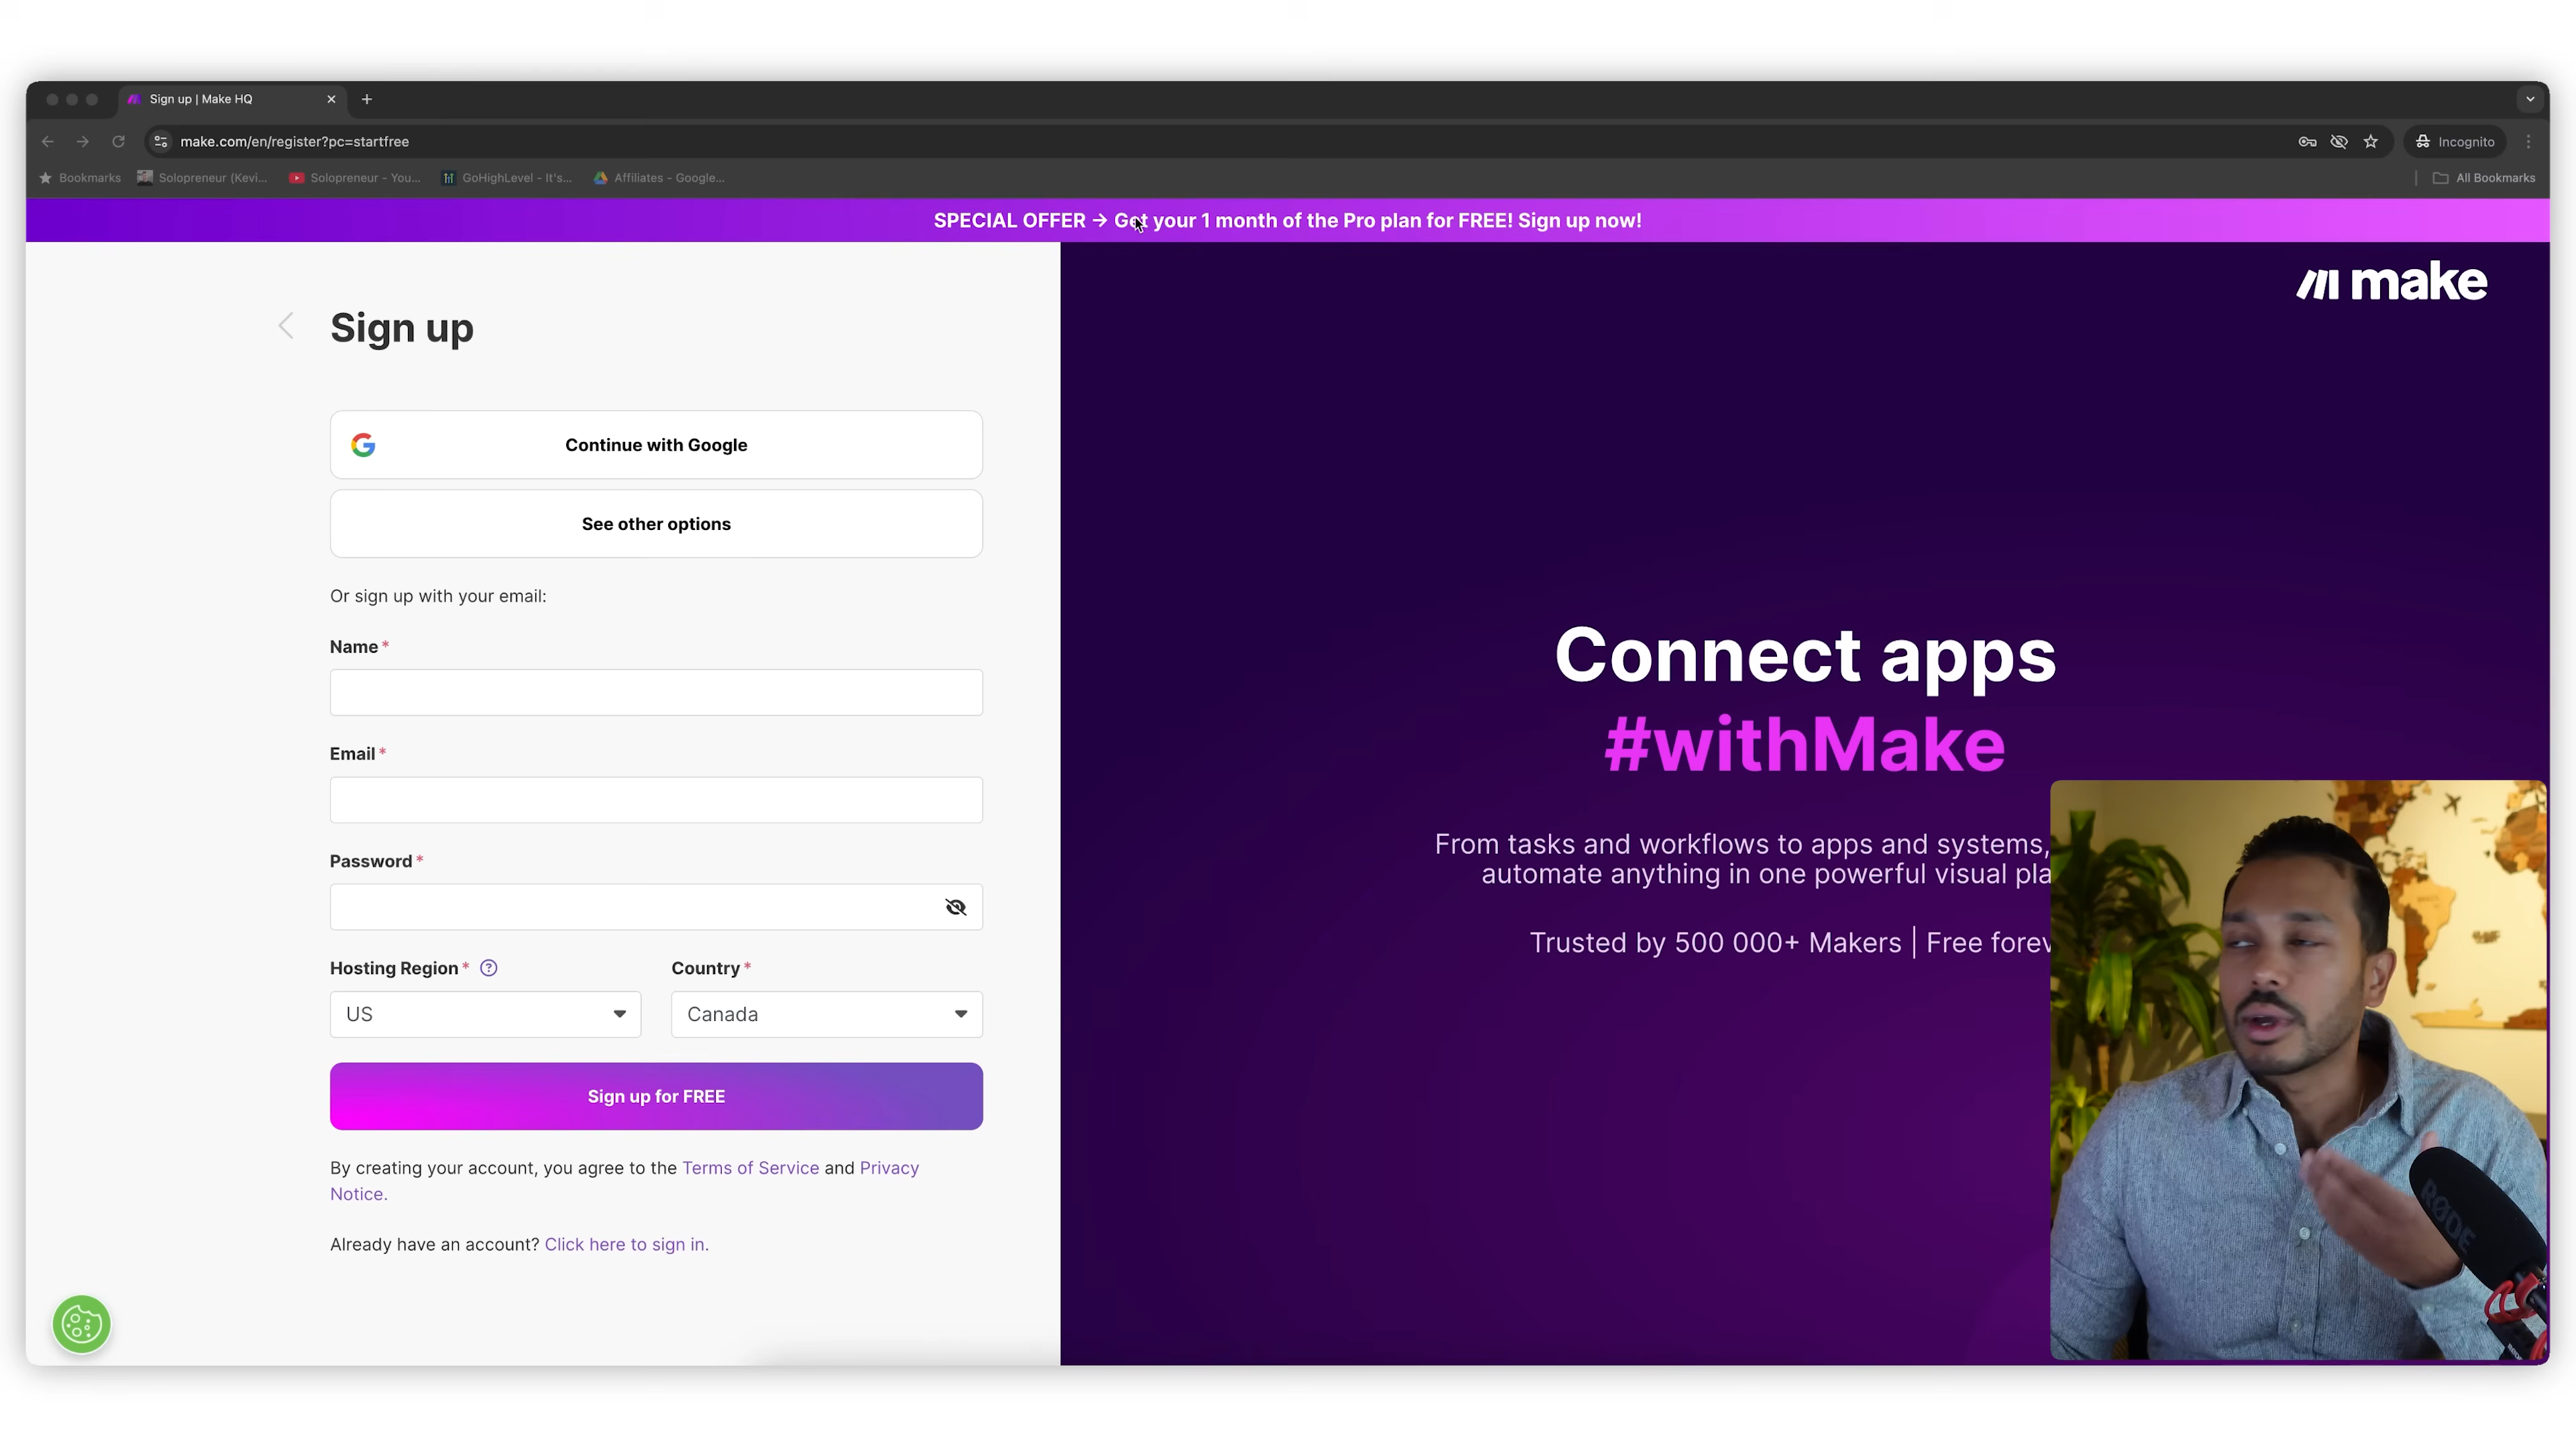 Sign up | Make HQ
make.com/en/register?pc=startfree
Incognito
Bookmarks
Solopreneur (Kevi...
Solopreneur - You...
GoHighLevel - It's...
Affiliates - Google...
All Bookmarks
SPECIAL OFFER → Get your 1 month of the Pro plan for FREE! Sign up now!
Sign up
Continue with Google
See other options
Or sign up with your email:
Name *
Email *
Password *
Hosting Region * ?
Country *
US
Canada
Sign up for FREE
By creating your account, you agree to the Terms of Service and Privacy
Notice.
Already have an account? Click here to sign in.
make
Connect apps
#withMake
From tasks and workflows to apps and systems,
automate anything in one powerful visual
Trusted by 500 000+ Makers | Free
RØDE